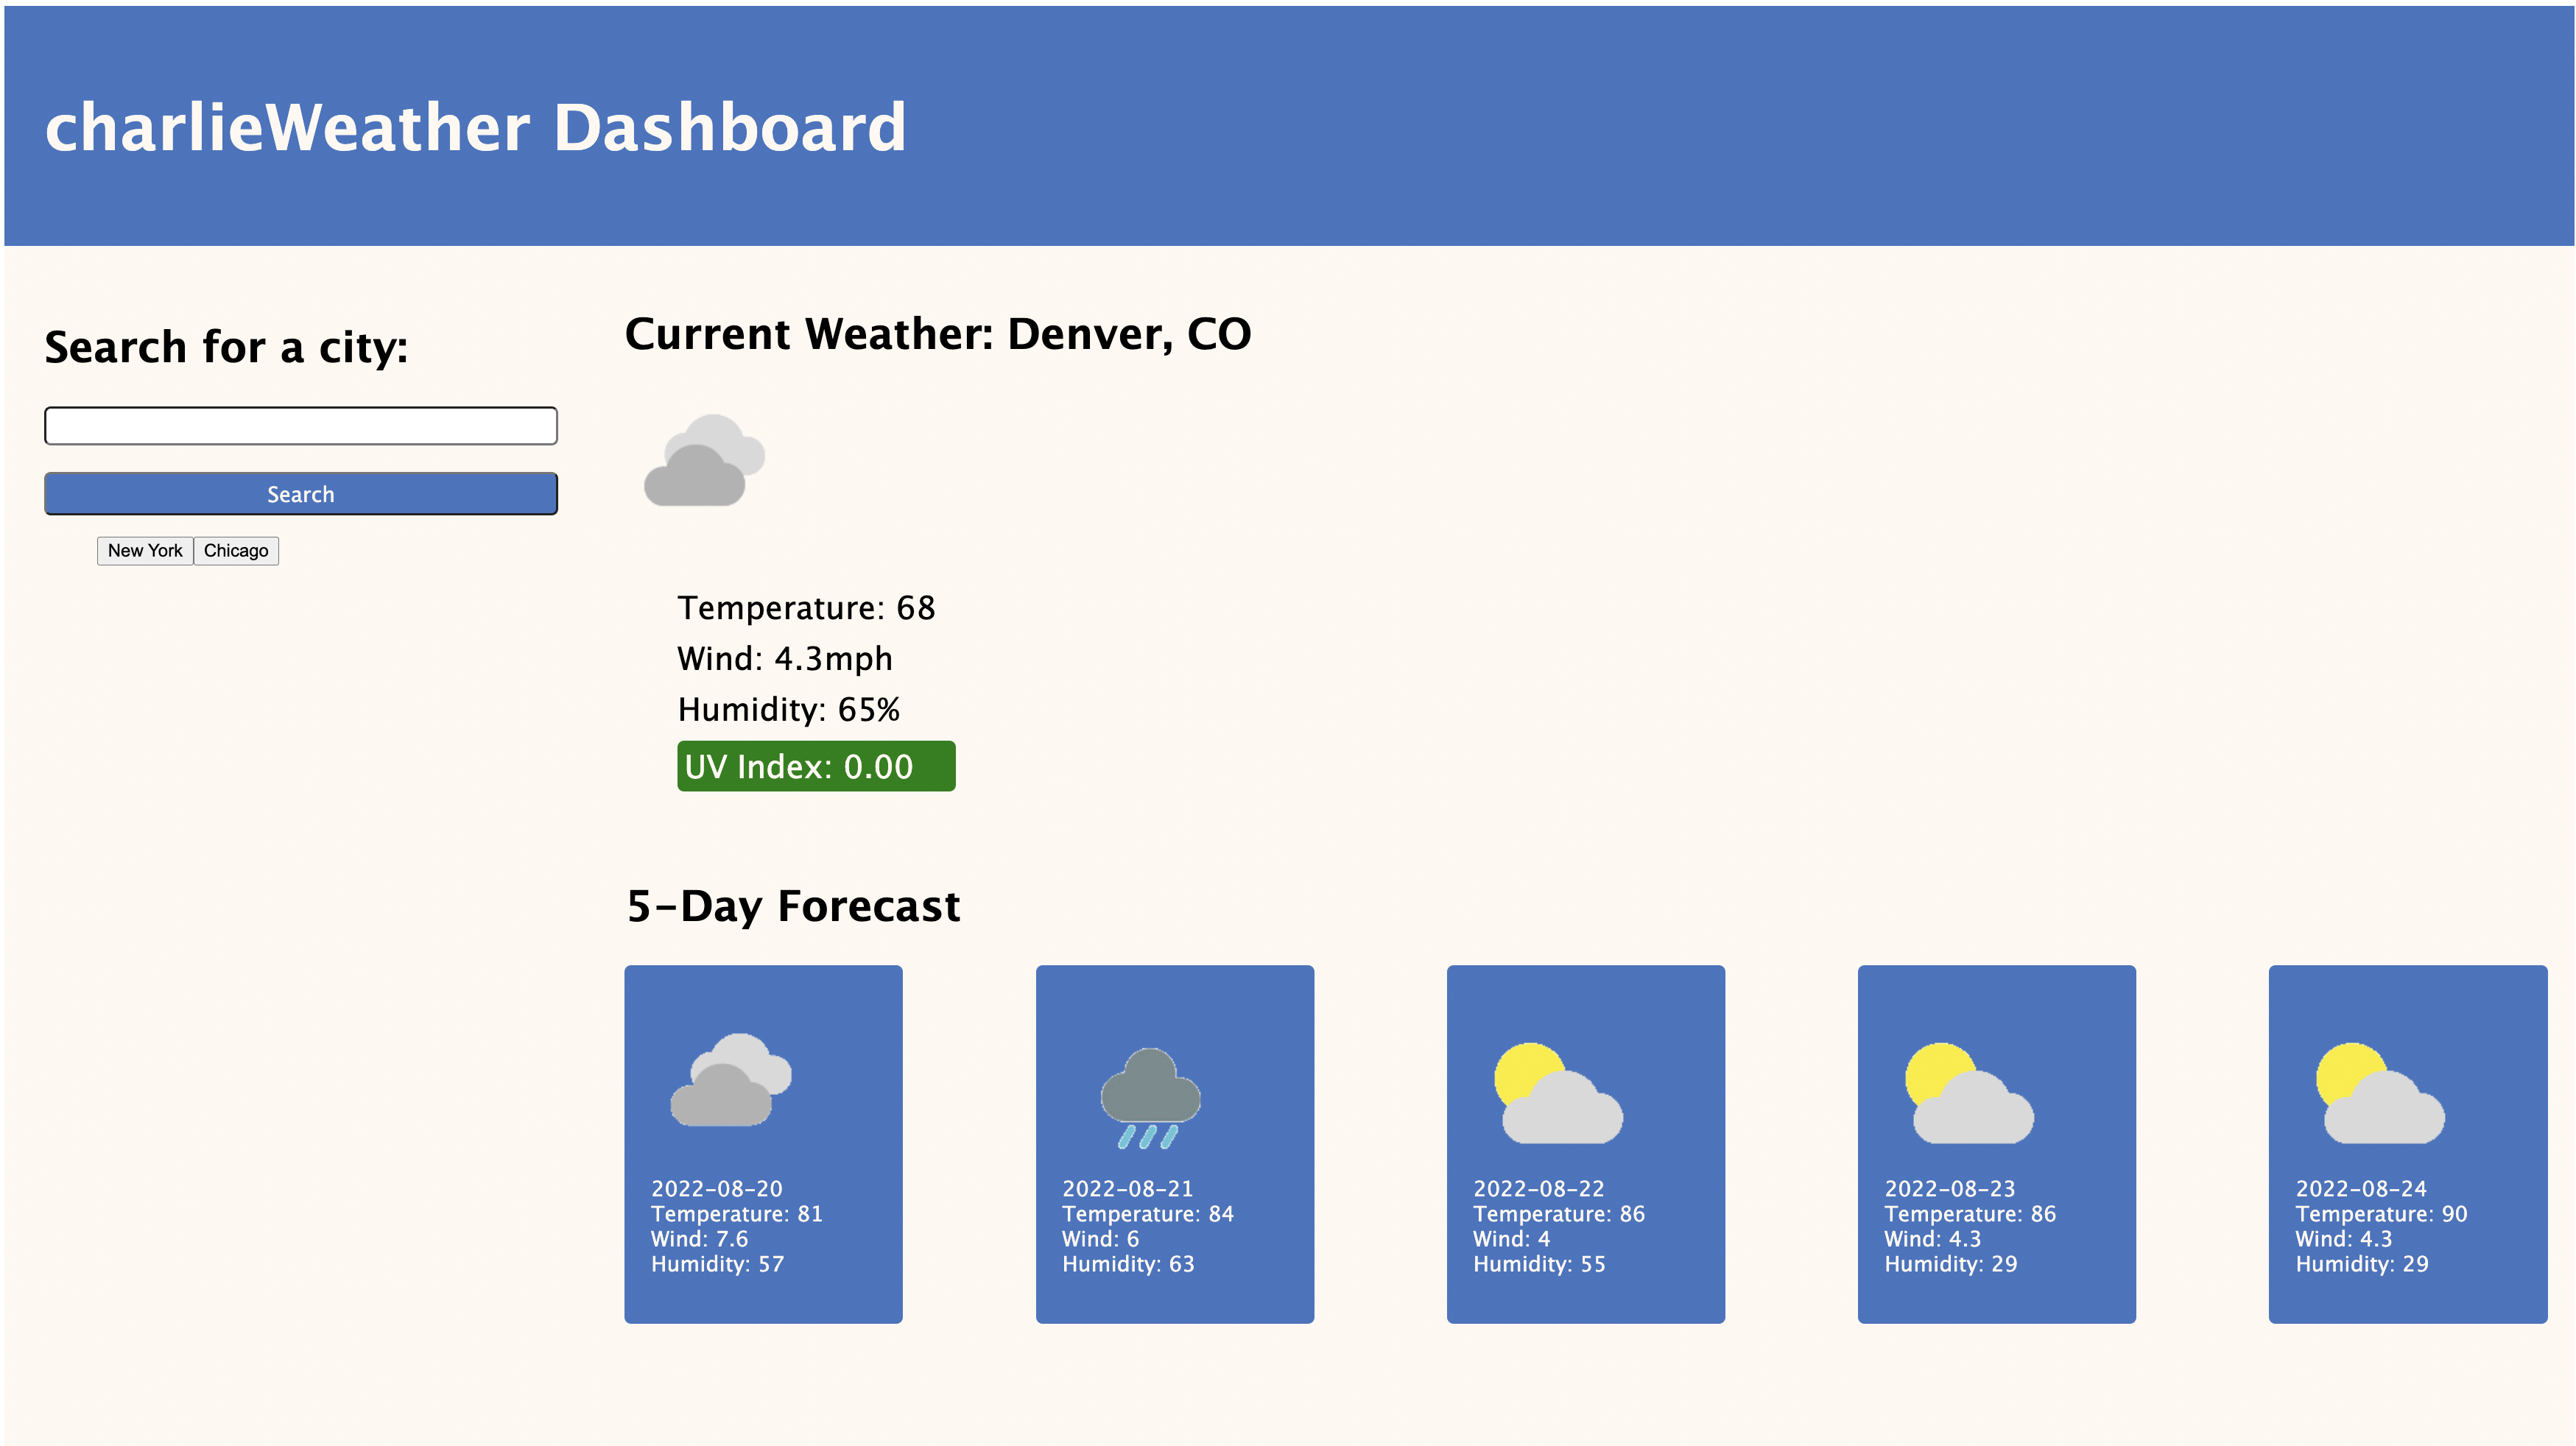 charlieWeather Dashboard
Search for a city:
Search
New York
Chicago
Current Weather: Denver, CO
Temperature: 68
Wind: 4.3mph
Humidity: 65%
UV Index: 0.00
5-Day Forecast
2022-08-20
Temperature: 81
Wind: 7.6
Humidity: 57
2022-08-21
Temperature: 84
Wind: 6
Humidity: 63
2022-08-22
Temperature: 86
Wind: 4
Humidity: 55
2022-08-23
Temperature: 86
Wind: 4.3
Humidity: 29
2022-08-24
Temperature: 90
Wind: 4.3
Humidity: 29